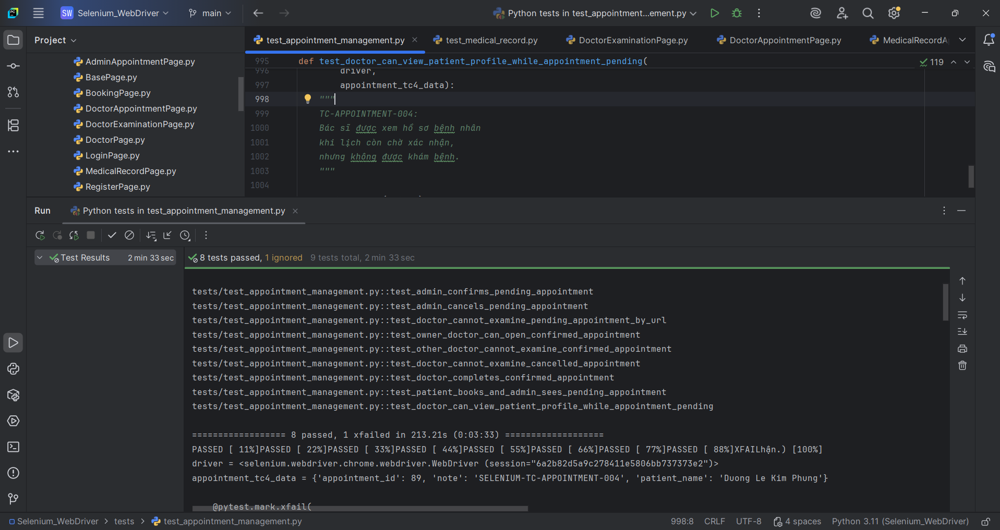 SW Selenium_WebDriver main Python tests in test_appointment...ement.py
Project
test_appointment_management.py test_medical_record.py DoctorExaminationPage.py DoctorAppointmentPage.py MedicalRecordA
AdminAppointmentPage.py
BasePage.py
BookingPage.py
DoctorAppointmentPage.py
DoctorExaminationPage.py
DoctorPage.py
LoginPage.py
MedicalRecordPage.py
RegisterPage.py
995 def test_doctor_can_view_patient_profile_while_appointment_pending(
119
996 driver,
997 appointment_tc4_data):
998 """
999 TC-APPOINTMENT-004:
1000 Bác sĩ được xem hồ sơ bệnh nhân
1001 khi lịch còn chờ xác nhận,
1002 nhưng không được khám bệnh.
1003 """
1004
Run Python tests in test_appointment_management.py
Test Results 2 min 33 sec
8 tests passed, 1 ignored 9 tests total, 2 min 33 sec
tests/test_appointment_management.py::test_admin_confirms_pending_appointment
tests/test_appointment_management.py::test_admin_cancels_pending_appointment
tests/test_appointment_management.py::test_doctor_cannot_examine_pending_appointment_by_url
tests/test_appointment_management.py::test_owner_doctor_can_open_confirmed_appointment
tests/test_appointment_management.py::test_other_doctor_cannot_examine_confirmed_appointment
tests/test_appointment_management.py::test_doctor_cannot_examine_cancelled_appointment
tests/test_appointment_management.py::test_doctor_completes_confirmed_appointment
tests/test_appointment_management.py::test_patient_books_and_admin_sees_pending_appointment
tests/test_appointment_management.py::test_doctor_can_view_patient_profile_while_appointment_pending
================== 8 passed, 1 xfailed in 213.21s (0:03:33) ===================
PASSED [ 11%]PASSED [ 22%]PASSED [ 33%]PASSED [ 44%]PASSED [ 55%]PASSED [ 66%]PASSED [ 77%]PASSED [ 88%]XFAILhận.) [100%]
driver = <selenium.webdriver.chrome.webdriver.WebDriver (session="6a2b82d5a9c278411e5806bb737373e2")>
appointment_tc4_data = {'appointment_id': 89, 'note': 'SELENIUM-TC-APPOINTMENT-004', 'patient_name': 'Duong Le Kim Phung'}
@pytest.mark.xfail(
Selenium_WebDriver > tests > test_appointment_management.py
998:8 CRLF UTF-8 4 spaces Python 3.11 (Selenium_WebDriver)